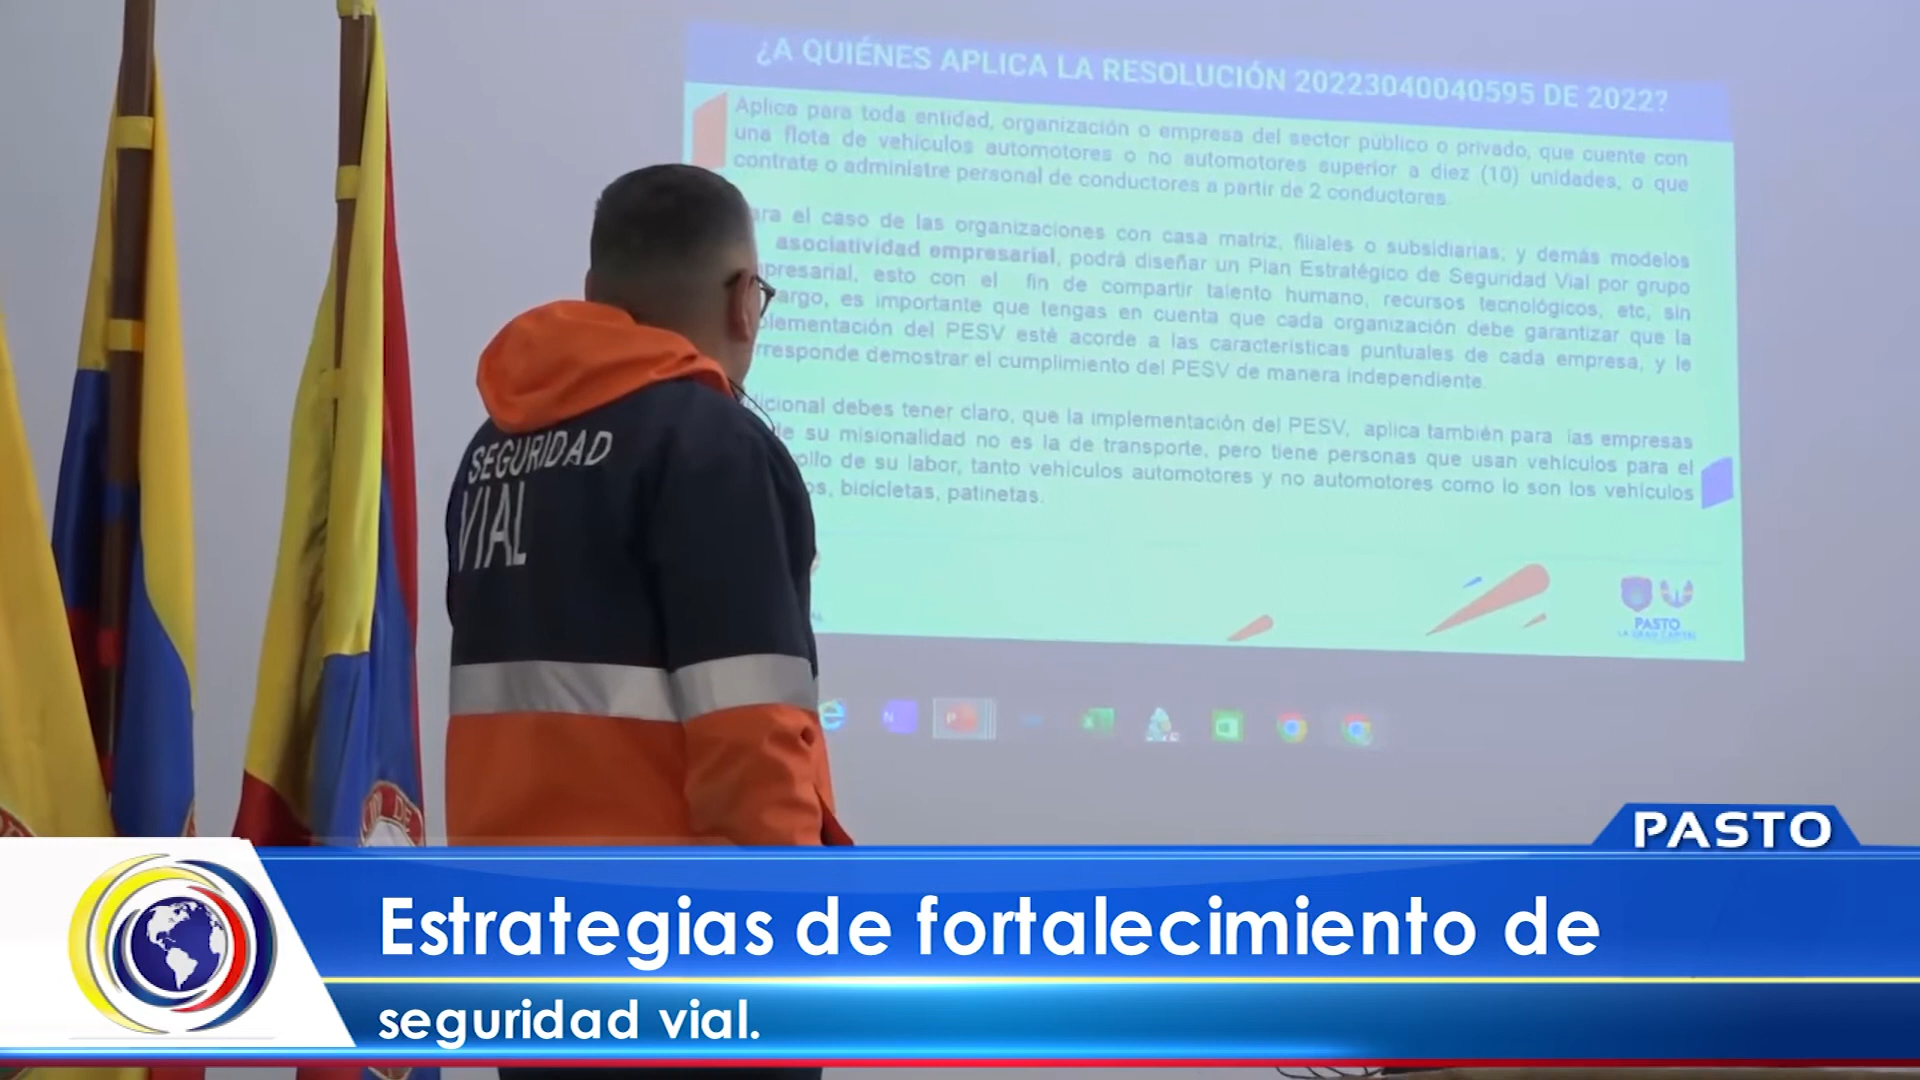 ¿A QUIÉNES APLICA LA RESOLUCIÓN 20223040040595 DE 2022?
Aplica para toda entidad, organización o empresa del sector público o privado, que cuente con
una flota de vehículos automotores o no automotores superior a diez (10) unidades, o que
contrate o administre personal de conductores a partir de 2 conductores.
el caso de las organizaciones con casa matriz, filiales o subsidiarias, y demás modelos
asociatividad empresarial, podrá diseñar un Plan Estratégico de Seguridad Vial por grupo
presarial, esto con el fin de compartir talento humano, recursos tecnológicos, etc, sin
argo, es importante que tengas en cuenta que cada organización debe garantizar que la
plementación del PESV esté acorde a las características puntuales de cada empresa, y le
rresponde demostrar el cumplimiento del PESV de manera independiente.
dicional debes tener claro, que la implementación del PESV, aplica también para las empresas
su misionalidad no es la de transporte, pero tiene personas que usan vehículos para el
ollo de su labor, tanto vehículos automotores y no automotores como lo son los vehículos
os, bicicletas, patinetas.
SEGURIDAD
VIAL
PASTO
LA GRAN CAPITAL
DE
PASTO
Estrategias de fortalecimiento de
seguridad vial.